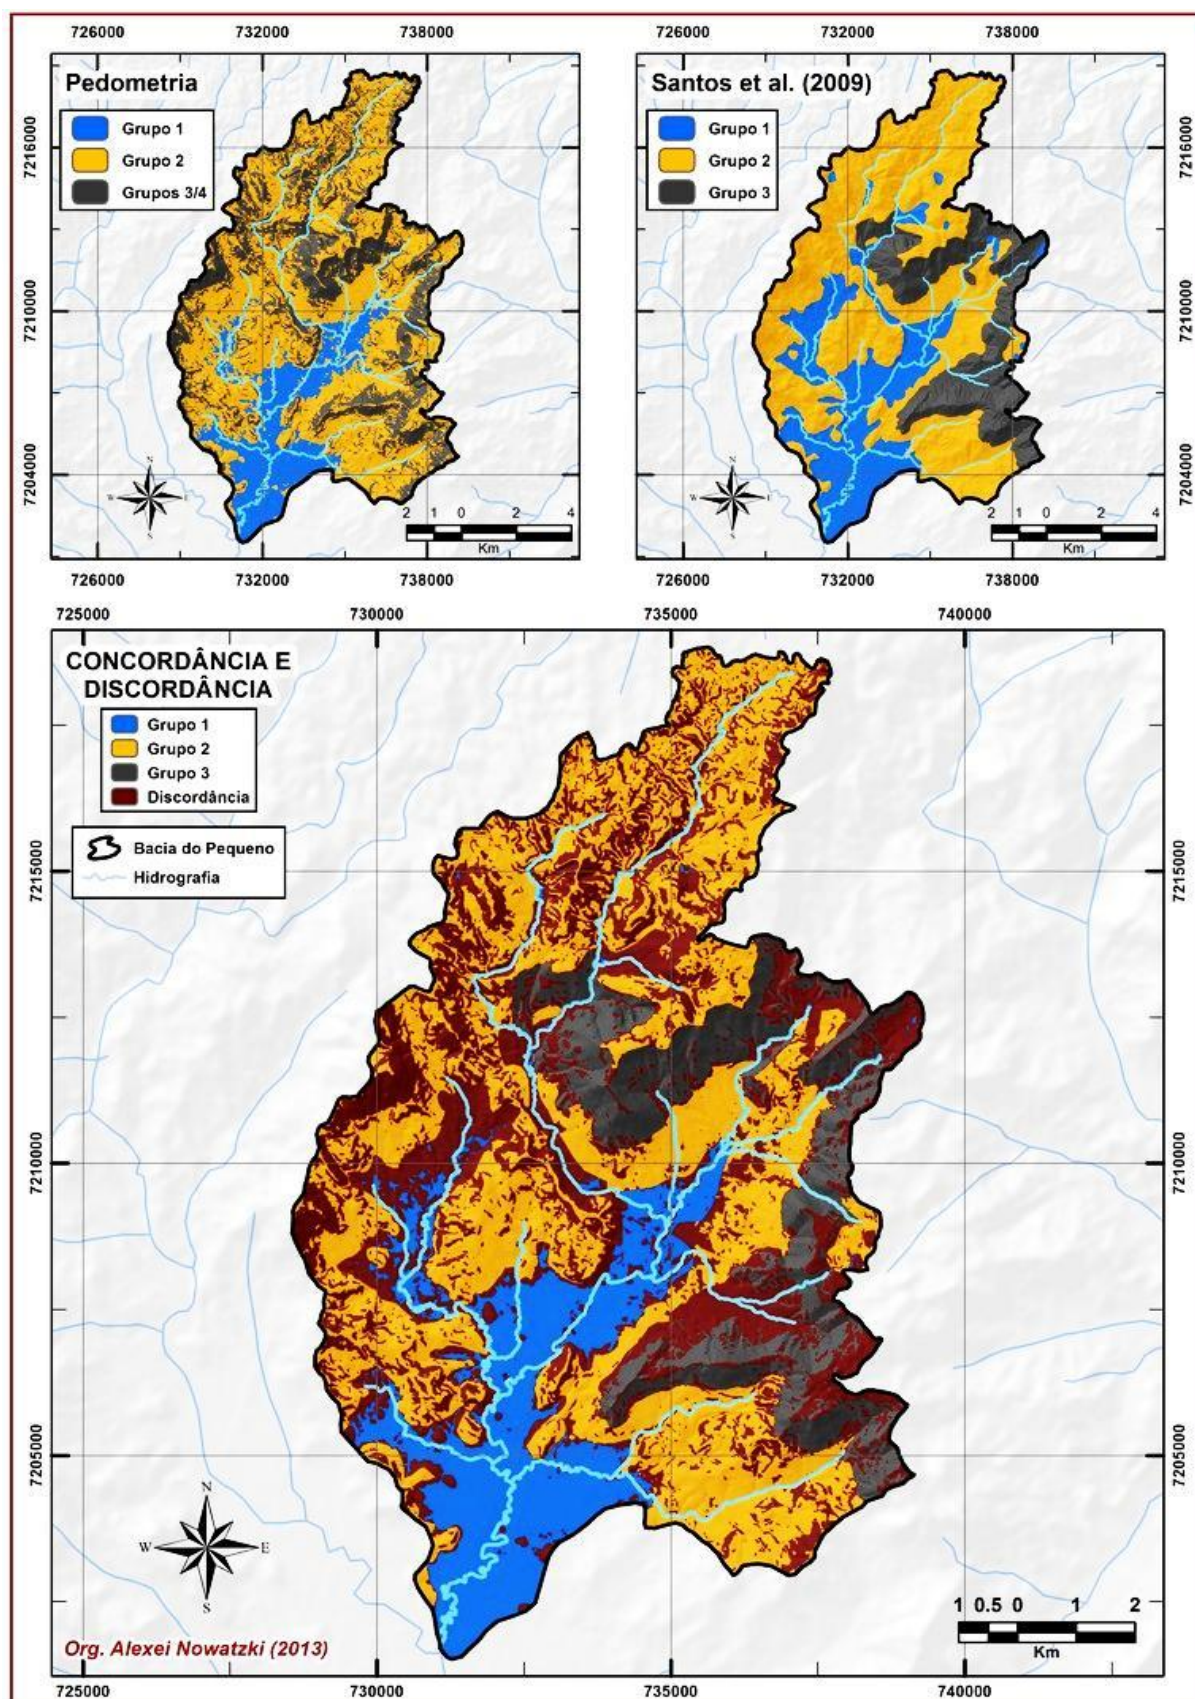 726000 732000 738000
Pedometria
Grupo 1
Grupo 2
Grupos 3/4
7216000
7210000
7204000
N
W E
S
2 1 0 2 4
Km
726000 732000 738000
726000 732000 738000
Santos et al. (2009)
Grupo 1
Grupo 2
Grupo 3
7216000
7210000
7204000
N
W E
S
2 1 0 2 4
Km
726000 732000 738000
725000 730000 735000 740000
CONCORDÂNCIA E
DISCORDÂNCIA
Grupo 1
Grupo 2
Grupo 3
Discordância
Bacia do Pequeno
Hidrografia
7215000 7215000
7210000 7210000
7205000 7205000
N
W E
S
1 0.5 0 1 2
Km
Org. Alexei Nowatzki (2013)
725000 730000 735000 740000